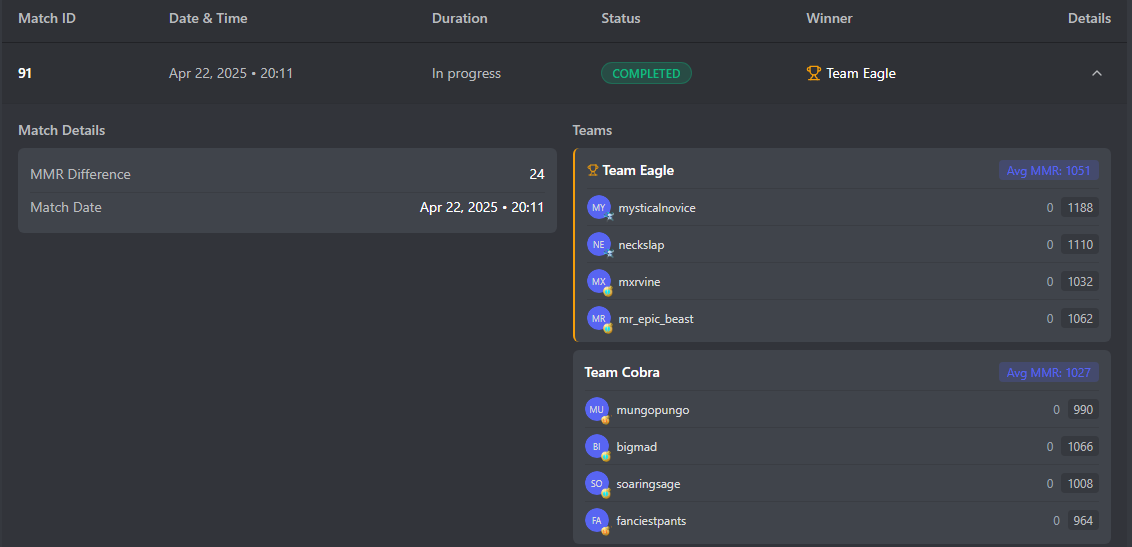 Match ID Date & Time Duration Status Winner Details
91 Apr 22, 2025 • 20:11 In progress COMPLETED Team Eagle
Match Details
MMR Difference 24
Match Date Apr 22, 2025 • 20:11
Teams
Team Eagle Avg MMR: 1051
MY mysticalnovice 0 1188
NE neckslap 0 1110
MX mxrvine 0 1032
MR mr_epic_beast 0 1062
Team Cobra Avg MMR: 1027
MU mungopungo 0 990
BI bigmad 0 1066
SO soaringsage 0 1008
FA fanciestpants 0 964